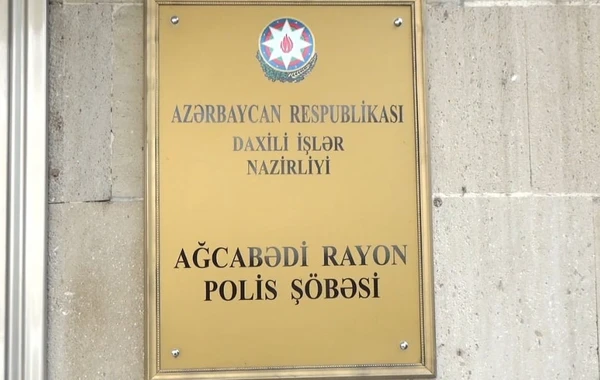 AZƏRBAYCAN RESPUBLİKASI
DAXİLİ İŞLƏR
NAZİRLİYİ
AĞCABƏDİ RAYON
POLİS ŞÖBƏSİ